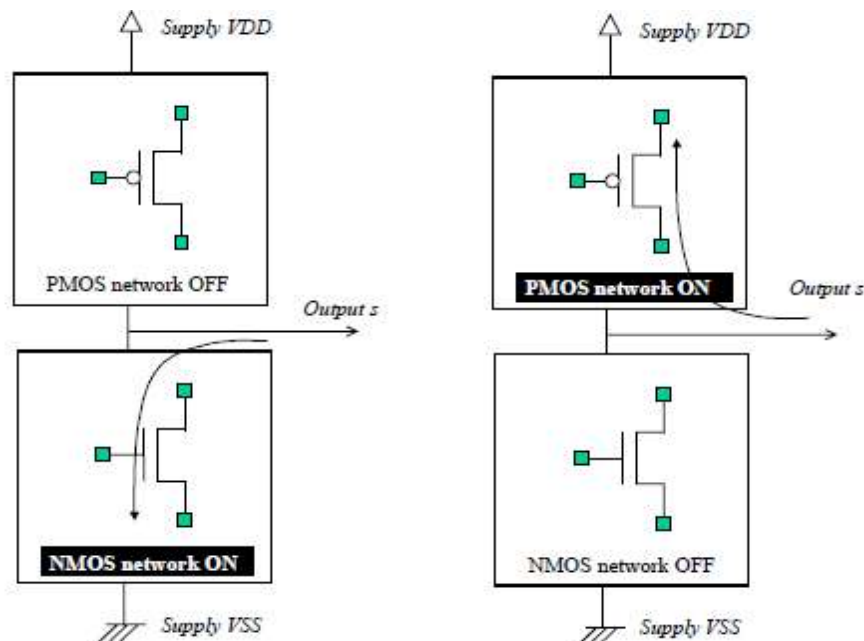 Supply VDD
PMOS network OFF
Output s
NMOS network ON
Supply VSS
Supply VDD
PMOS network ON
Output s
NMOS network OFF
Supply VSS